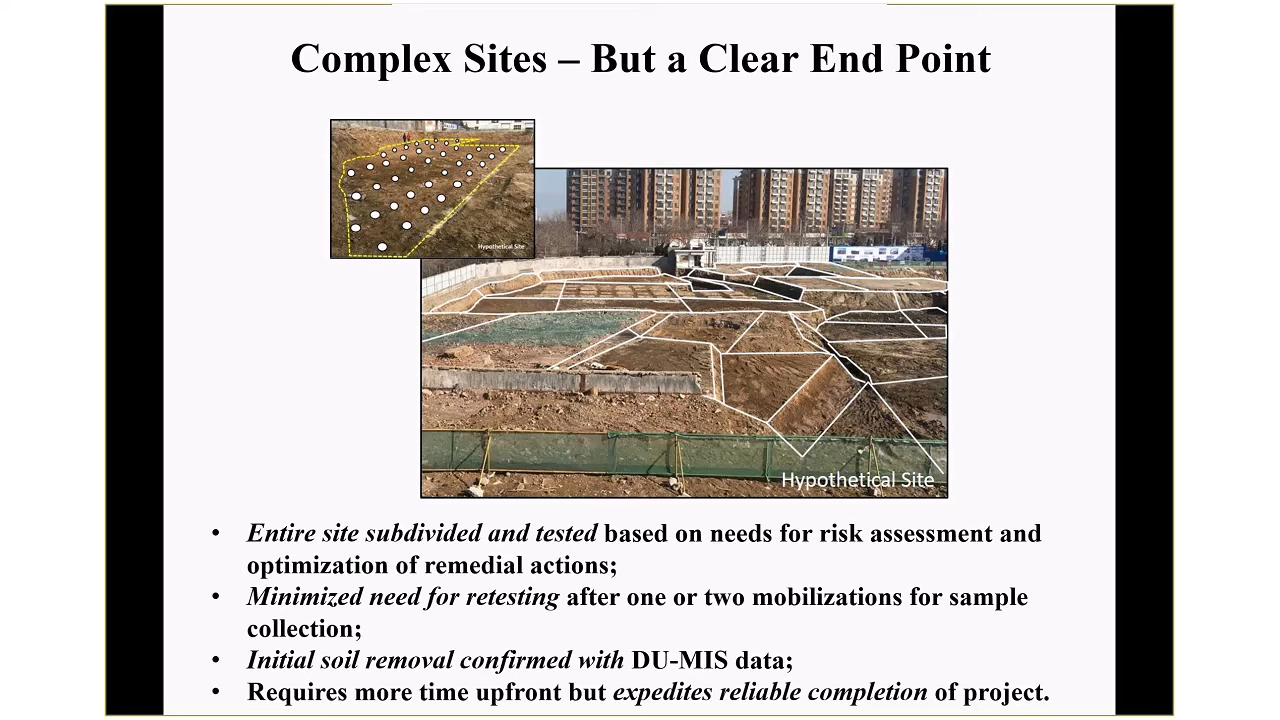 Complex Sites – But a Clear End Point
Hypothetical Site
Hypothetical Site
• Entire site subdivided and tested based on needs for risk assessment and
optimization of remedial actions;
• Minimized need for retesting after one or two mobilizations for sample
collection;
• Initial soil removal confirmed with DU-MIS data;
• Requires more time upfront but expedites reliable completion of project.